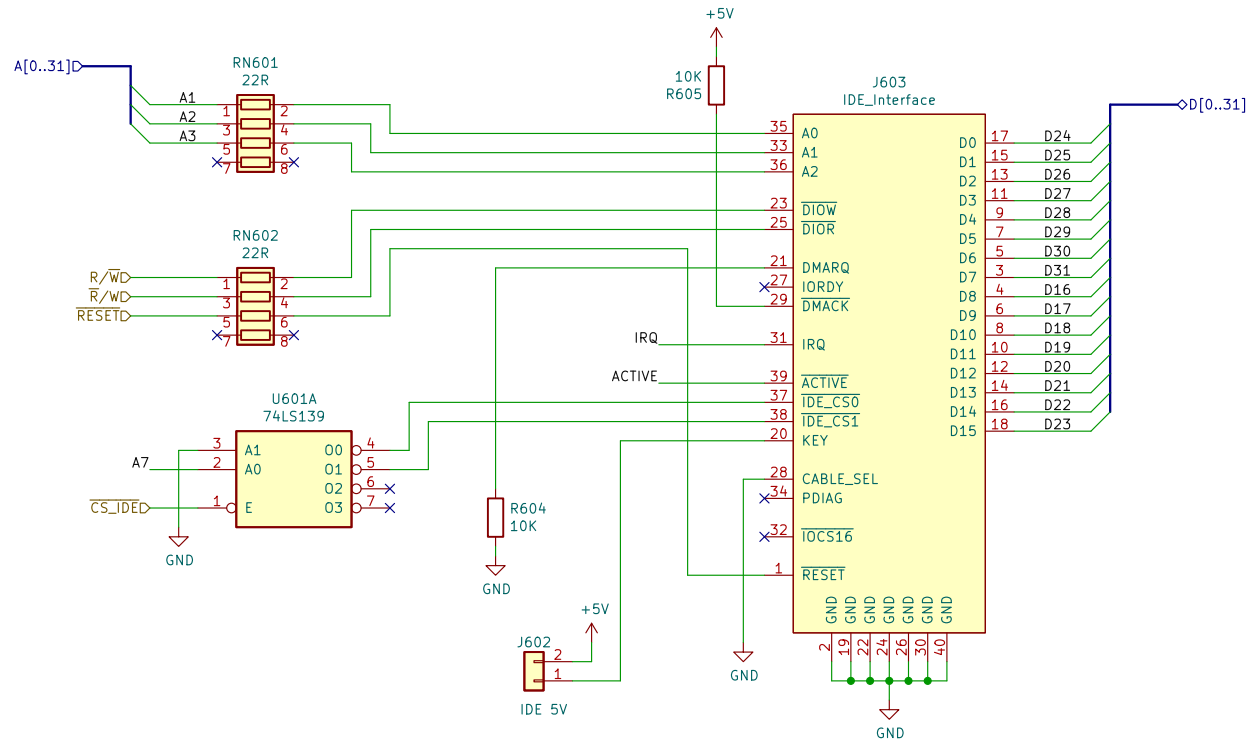 +5V
A[0..31]
RN601
22R
A1
A2
A3
1
2
3
4
5
6
7
8
10K
R605
J603
IDE_Interface
D[0..31]
35 A0
33 A1
36 A2
23 DIOW
25 DIOR
21 DMARQ
27 IORDY
29 DMACK
IRQ 31 IRQ
ACTIVE 39 ACTIVE
37 IDE_CS0
38 IDE_CS1
20 KEY
28 CABLE_SEL
34 PDIAG
32 IOCS16
1 RESET
D0 17 D24
D1 15 D25
D2 13 D26
D3 11 D27
D4 9 D28
D5 7 D29
D6 5 D30
D7 3 D31
D8 4 D16
D9 6 D17
D10 8 D18
D11 10 D19
D12 12 D20
D13 14 D21
D14 16 D22
D15 18 D23
GND GND GND GND GND GND GND
2 19 22 24 26 30 40
GND
RN602
22R
R/W
R/W
RESET
1
2
3
4
5
6
7
8
U601A
74LS139
3 A1 O0 4
A7 2 A0 O1 5
O2 6
CS_IDE 1 E O3 7
GND
R604
10K
GND
+5V
J602
2
1
IDE 5V
GND